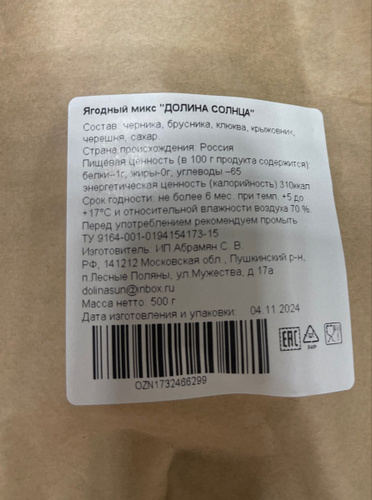 Ягодный микс "ДОЛИНА СОЛНЦА"
Состав: черника, брусника, клюква, крыжовник,
черешня, сахар.
Страна происхождения: Россия
Пищевая ценность (в 100 г продукта содержится):
белки–1г, жиры-0г, углеводы –65
энергетическая ценность (калорийность) 310ккал
Срок годности: не более 6 мес. при темп. +5 до
+17°С и относительной влажности воздуха 70 %.
Перед употреблением рекомендуем промыть
ТУ 9164-001-0194154173-15
Изготовитель: ИП Абрамян С. В.
РФ, 141212 Московская обл., Пушкинский р-н,
п.Лесные Поляны, ул.Мужества, д.17а
dolinasun@inbox.ru
Масса нетто: 500 г
Дата изготовления и упаковки: 04.11.2024
EAC
OZN1732466299